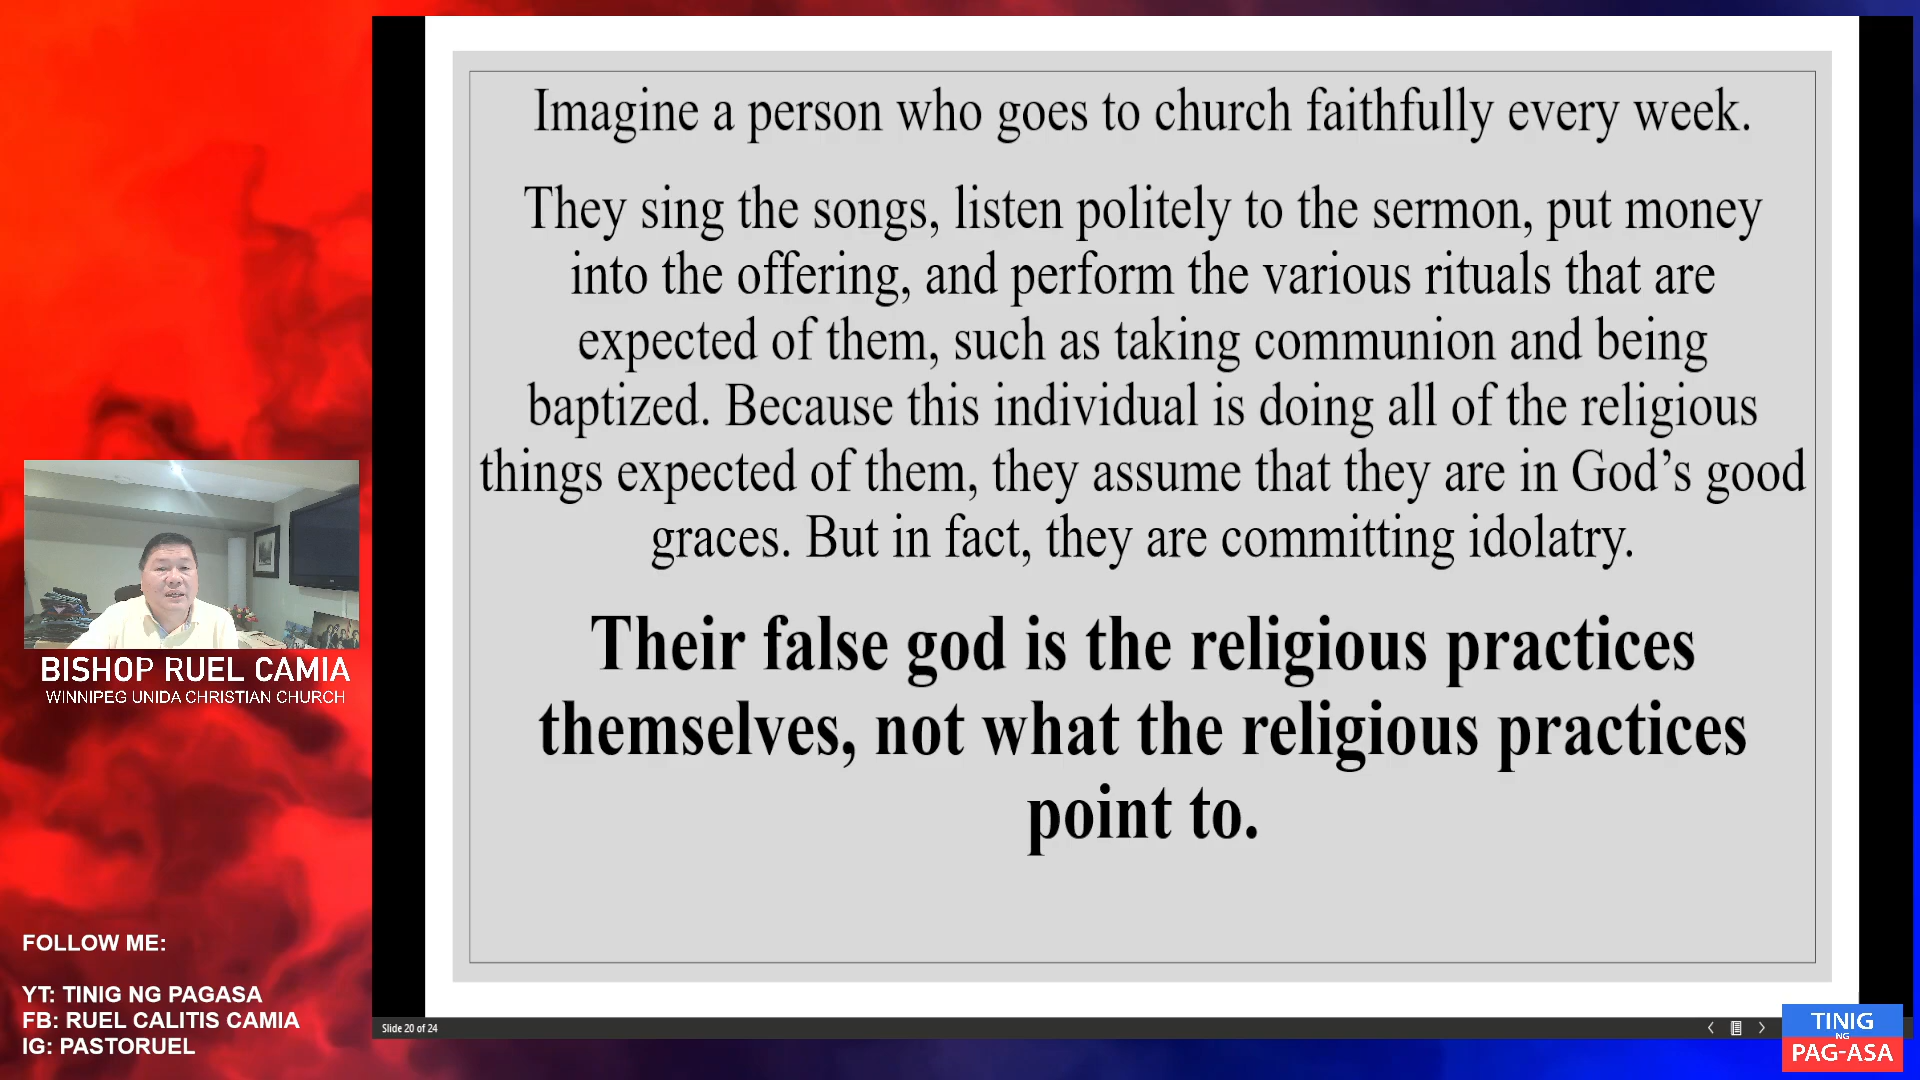 Imagine a person who goes to church faithfully every week.
They sing the songs, listen politely to the sermon, put money
into the offering, and perform the various rituals that are
expected of them, such as taking communion and being
baptized. Because this individual is doing all of the religious
things expected of them, they assume that they are in God’s good
graces. But in fact, they are committing idolatry.
Their false god is the religious practices
themselves, not what the religious practices
point to.
BISHOP RUEL CAMIA
WINNIPEG UNIDA CHRISTIAN CHURCH
FOLLOW ME:
YT: TINIG NG PAGASA
FB: RUEL CALITIS CAMIA
IG: PASTORUEL
Slide 20 of 24
TINIG
NG
PAG-ASA